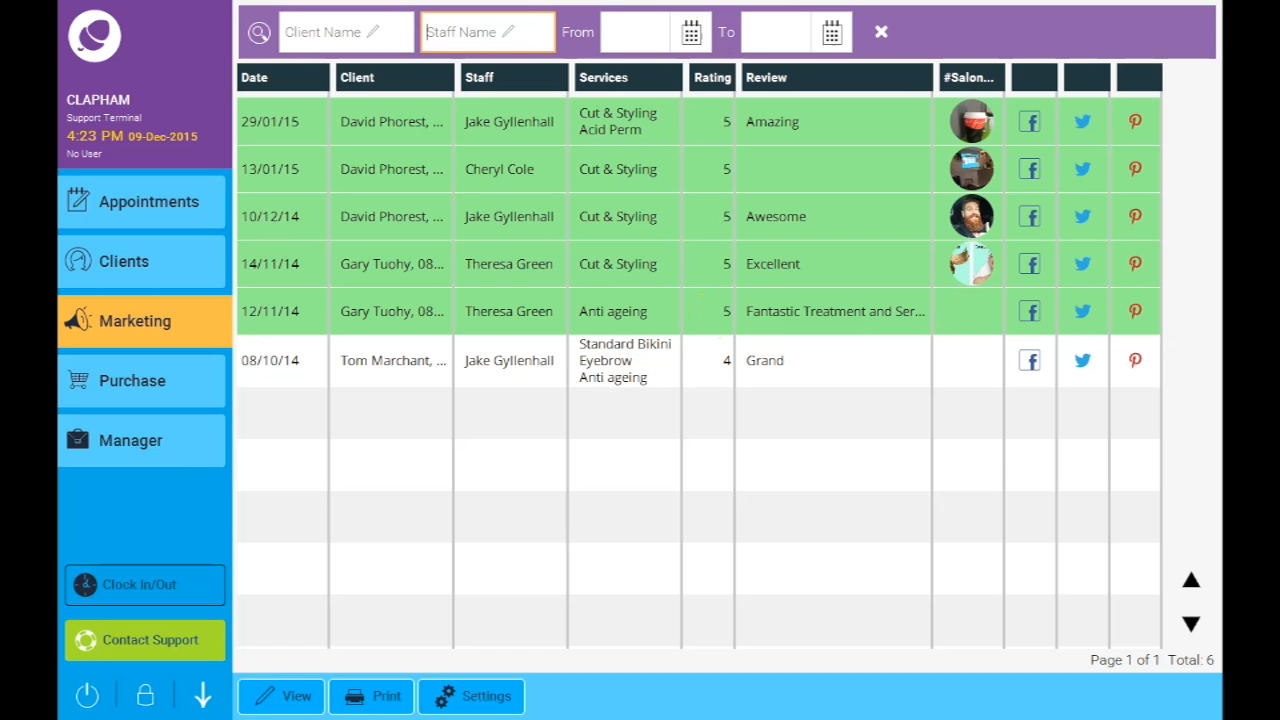 Client Name
Staff Name
From
To
CLAPHAM
Support Terminal
4:23 PM 09-Dec-2015
No User
Appointments
Clients
Marketing
Purchase
Manager
Clock In/Out
Contact Support
Date Client Staff Services Rating Review #Salon...
29/01/15 David Phorest, ... Jake Gyllenhall Cut & Styling 5 Amazing
Acid Perm
13/01/15 David Phorest, ... Cheryl Cole Cut & Styling 5
10/12/14 David Phorest, ... Jake Gyllenhall Cut & Styling 5 Awesome
14/11/14 Gary Tuohy, 08... Theresa Green Cut & Styling 5 Excellent
12/11/14 Gary Tuohy, 08... Theresa Green Anti ageing 5 Fantastic Treatment and Ser...
08/10/14 Tom Marchant, ... Jake Gyllenhall Standard Bikini 4 Grand
Eyebrow
Anti ageing
Page 1 of 1 Total: 6
View
Print
Settings